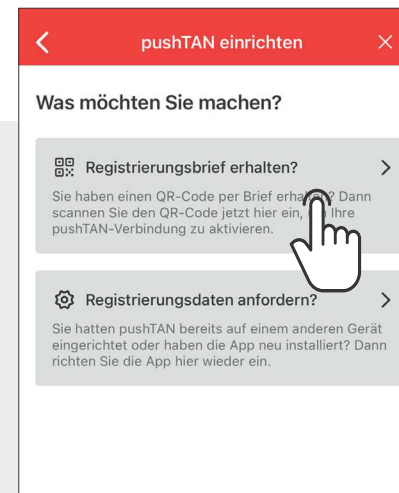 pushTAN einrichten
Was möchten Sie machen?
Registrierungsbrief erhalten?
Sie haben einen QR-Code per Brief erhalten? Dann
scannen Sie den QR-Code jetzt hier ein, Ihre
pushTAN-Verbindung zu aktivieren.
Registrierungsdaten anfordern?
Sie hatten pushTAN bereits auf einem anderen Gerät
eingerichtet oder haben die App neu installiert? Dann
richten Sie die App hier wieder ein.